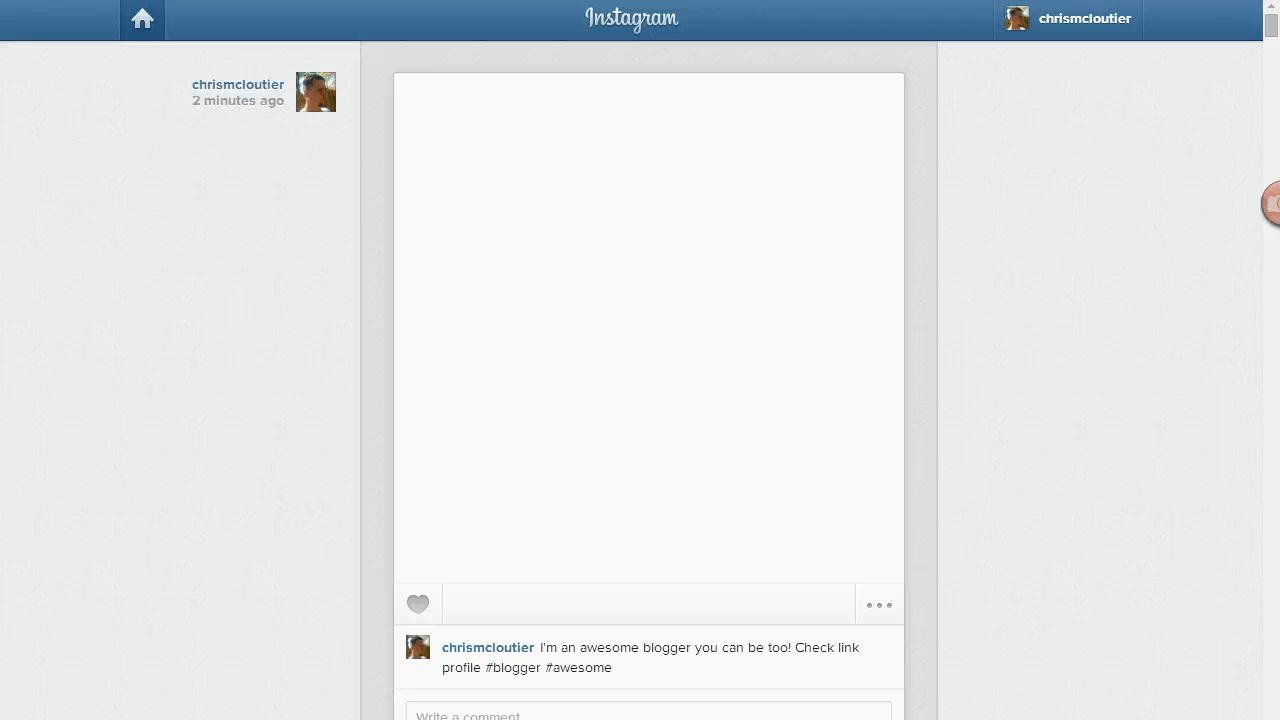 Instagram
chrismcloutier
chrismcloutier
2 minutes ago
chrismcloutier I'm an awesome blogger you can be too! Check link
profile #blogger #awesome
Write a comment